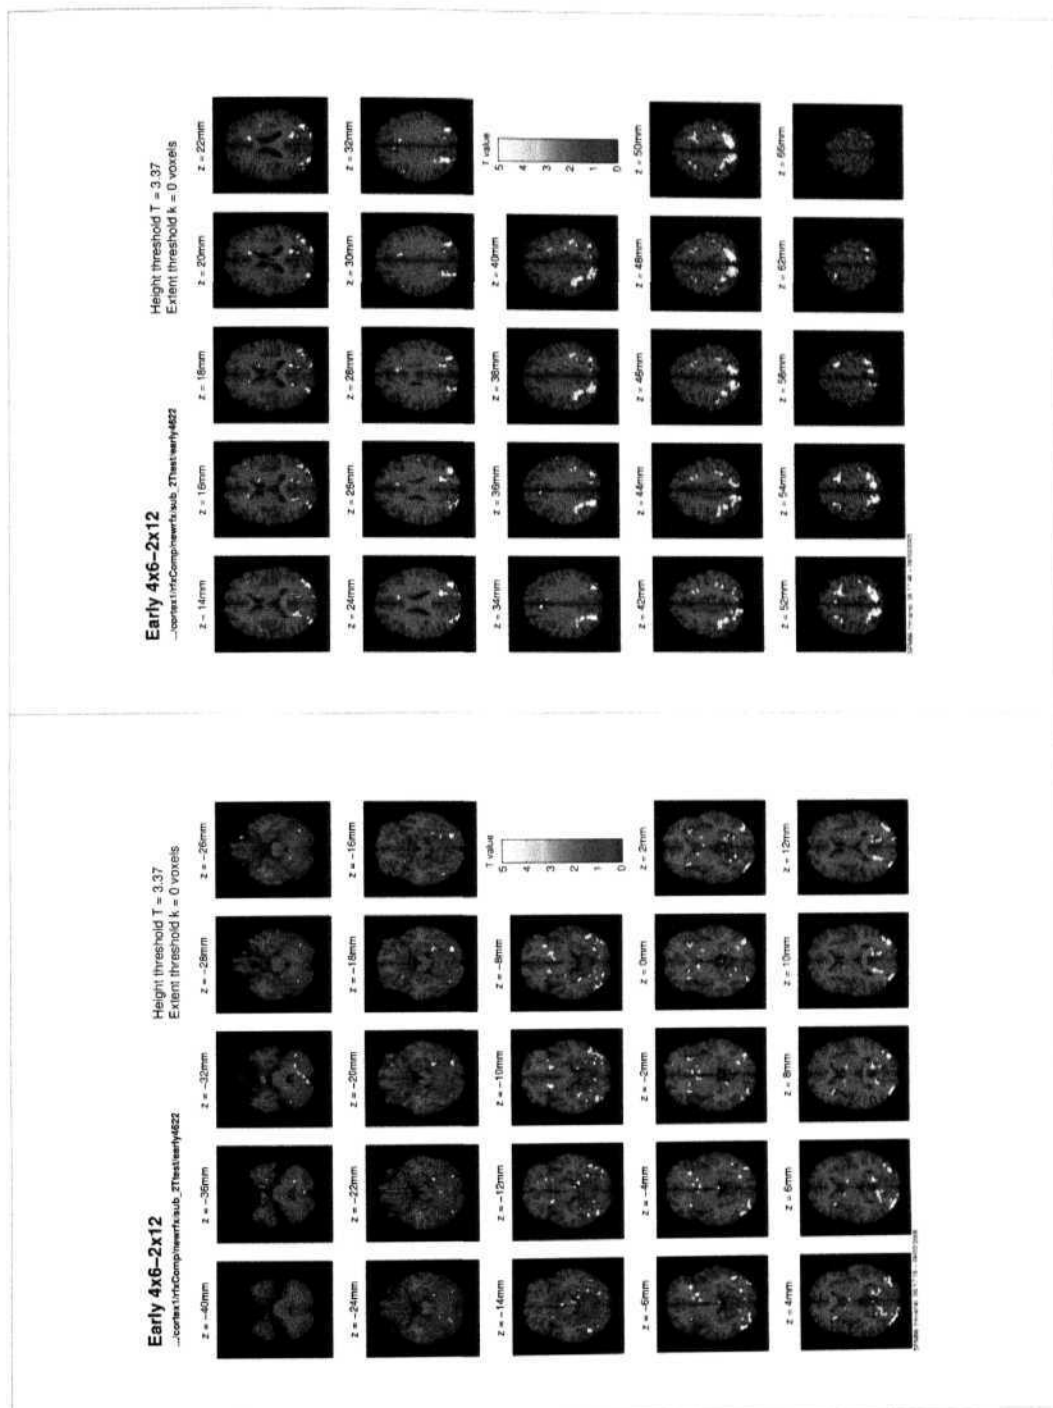 Early 4x6–2x12
.../cortex1/rfxComp/newrfx/sub_2Ttest/early4622
Height threshold T = 3.37
Extent threshold k = 0 voxels
z = -40mm z = -36mm z = -32mm z = -28mm z = -26mm
z = -24mm z = -22mm z = -20mm z = -18mm z = -16mm
z = -14mm z = -12mm z = -10mm z = -8mm
T value
5
4
3
2
1
0
z = -6mm z = -4mm z = -2mm z = 0mm z = 2mm
z = 4mm z = 6mm z = 8mm z = 10mm z = 12mm
Early 4x6–2x12
.../cortex1/rfxComp/newrfx/sub_2Ttest/early4622
Height threshold T = 3.37
Extent threshold k = 0 voxels
z = 14mm z = 16mm z = 18mm z = 20mm z = 22mm
z = 24mm z = 26mm z = 28mm z = 30mm z = 32mm
z = 34mm z = 36mm z = 38mm z = 40mm
T value
5
4
3
2
1
0
z = 42mm z = 44mm z = 46mm z = 48mm z = 50mm
z = 52mm z = 54mm z = 58mm z = 62mm z = 66mm